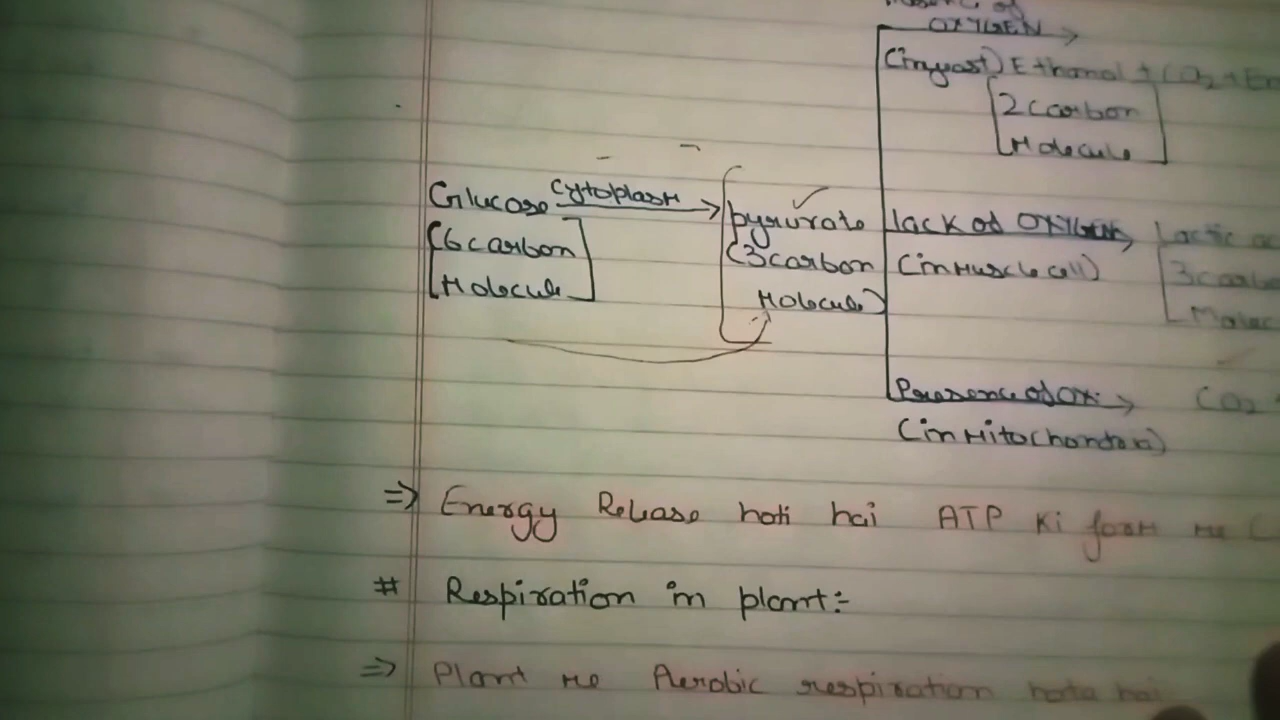 OXYGEN
(in yeast) Ethanol + CO2 +
[2 carbon
Molecule]
Glucose cytoplasm pyruvate lack of OXYGEN Lactic
[6 carbon
Molecule]
(3 carbon
Molecule)
(in Muscle cell)
3 carbon
Presence of Oxi. CO2 +
(in Mitochondria)
=> Energy Release hoti hai ATP Ki form me
# Respiration in plant :-
=> Plant me Aerobic respiration hota hai